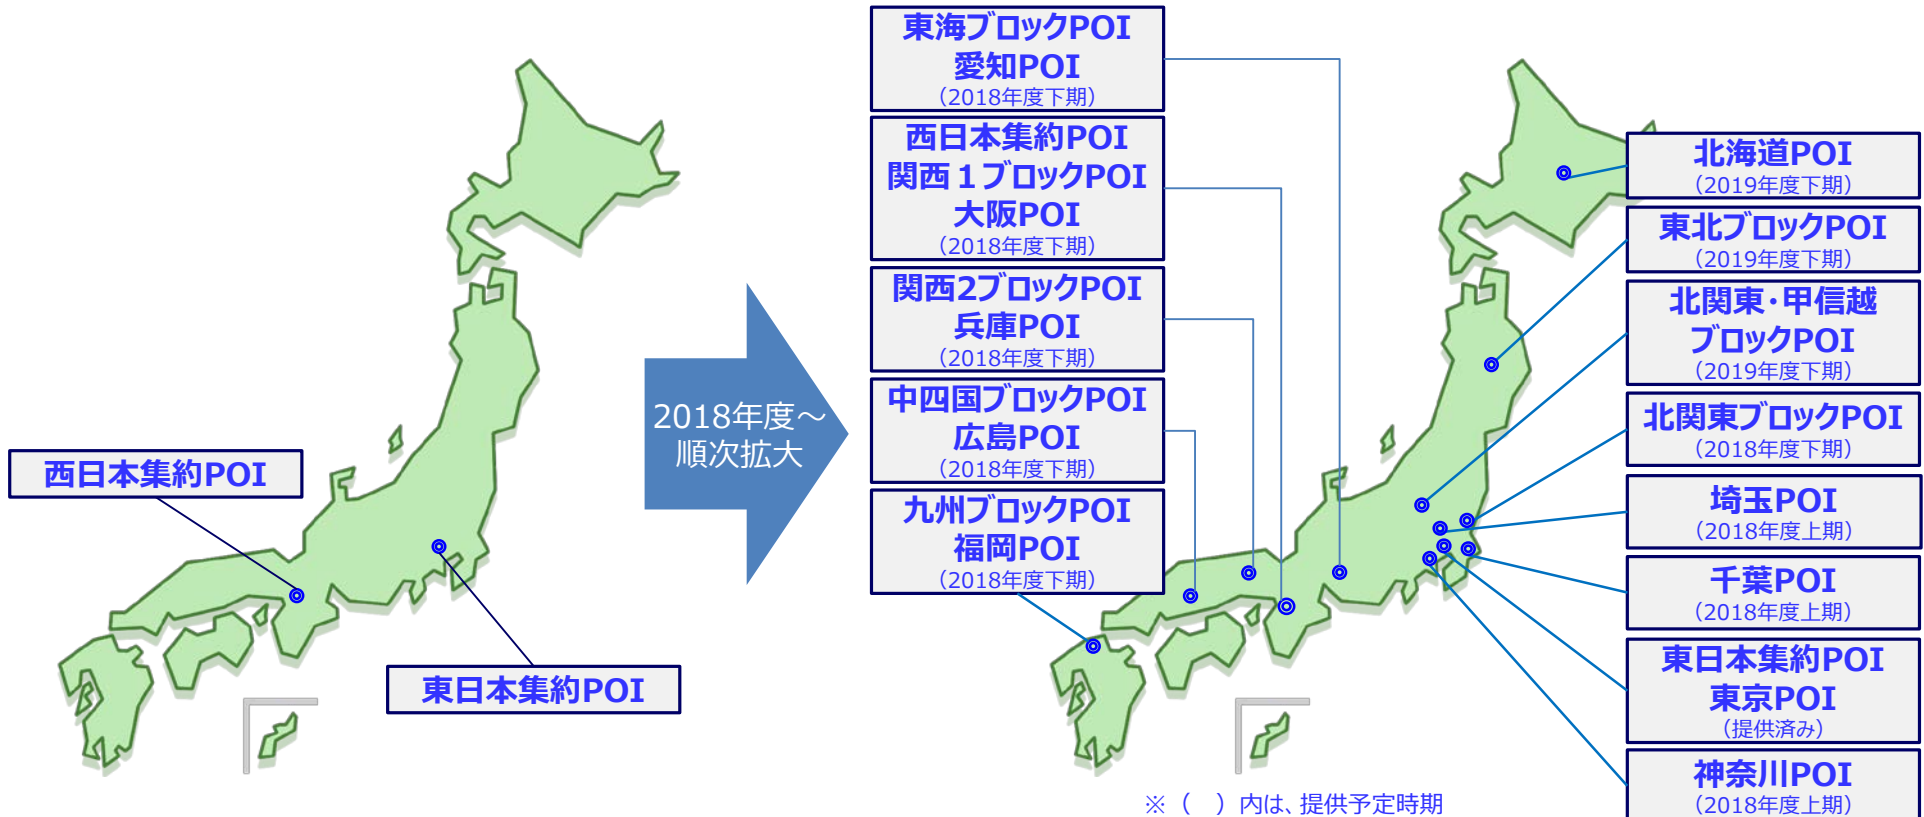 西日本集約POI
東日本集約POI
2018年度～
順次拡大
東海ブロックPOI
愛知POI
（2018年度下期）
西日本集約POI
関西１ブロックPOI
大阪POI
（2018年度下期）
関西2ブロックPOI
兵庫POI
（2018年度下期）
中四国ブロックPOI
広島POI
（2018年度下期）
九州ブロックPOI
福岡POI
（2018年度下期）
北海道POI
（2019年度下期）
東北ブロックPOI
（2019年度下期）
北関東・甲信越
ブロックPOI
（2019年度下期）
北関東ブロックPOI
（2018年度下期）
埼玉POI
（2018年度上期）
千葉POI
（2018年度上期）
東日本集約POI
東京POI
（提供済み）
神奈川POI
（2018年度上期）
※（　）内は、提供予定時期